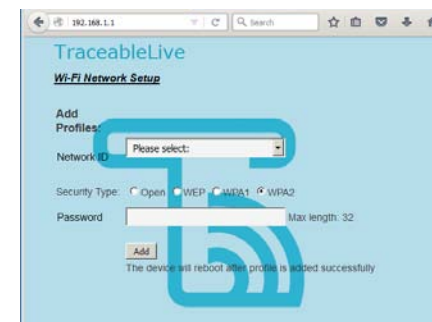 192.168.1.1
Search
TraceableLive
Wi-Fi Network Setup
Add
Profiles:
Network ID Please select:
Security Type: Open WEP WPA1 WPA2
Password Max length: 32
Add
The device will reboot after profile is added successfully